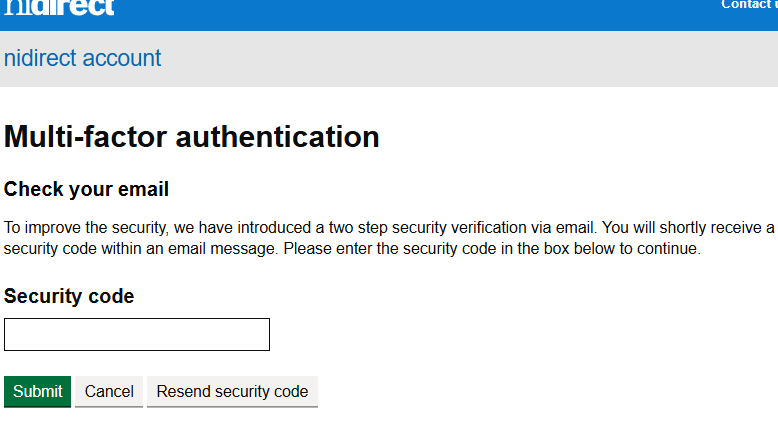 nidirect
Contact
nidirect account
Multi-factor authentication
Check your email
To improve the security, we have introduced a two step security verification via email. You will shortly receive a
security code within an email message. Please enter the security code in the box below to continue.
Security code
Submit
Cancel
Resend security code